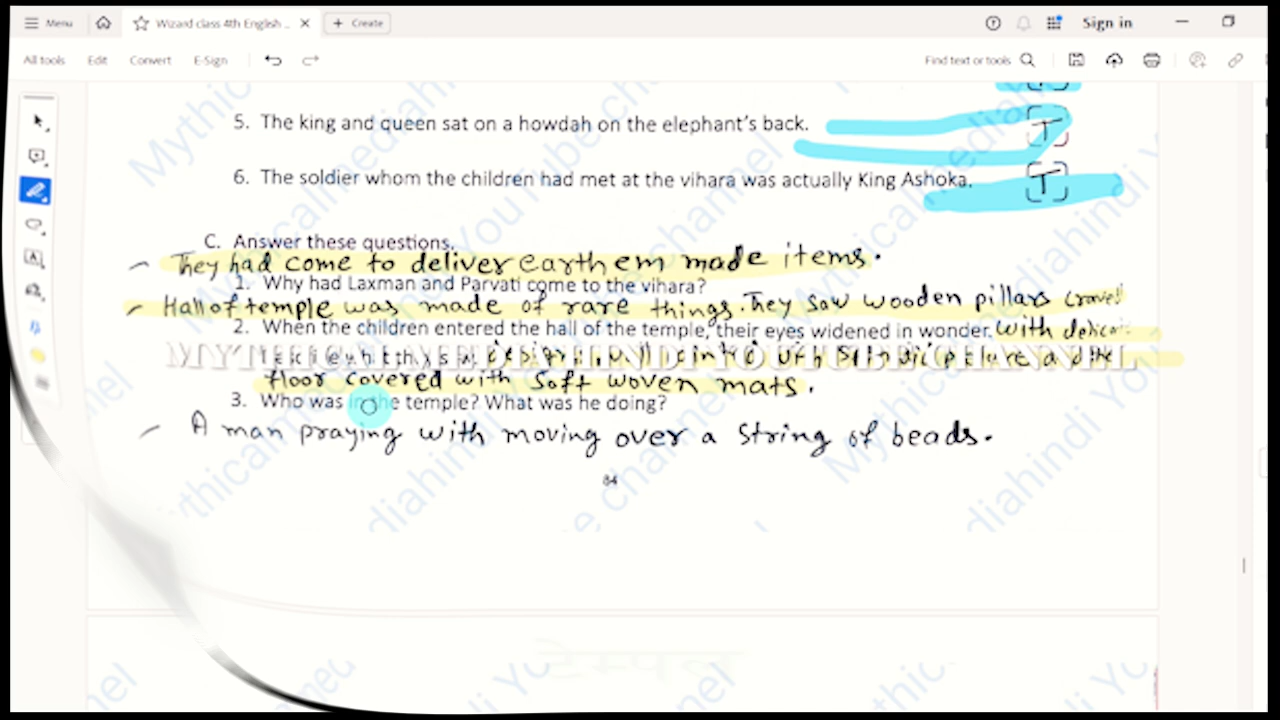 Menu
Wizard class 4th English ..
Create
Sign in
All tools
Edit
Convert
E-Sign
Find text or tools
5. The king and queen sat on a howdah on the elephant's back.
T
6. The soldier whom the children had met at the vihara was actually King Ashoka.
T
C. Answer these questions.
They had come to deliver earthem made items.
1. Why had Laxman and Parvati come to the vihara?
Hall of temple was made of rare things. They saw wooden pillars
2. When the children entered the hall of the temple, their eyes widened in wonder.
with
floor covered with soft woven mats.
3. Who was in the temple? What was he doing?
A man praying with moving over a string of beads.
84
टेम्पल